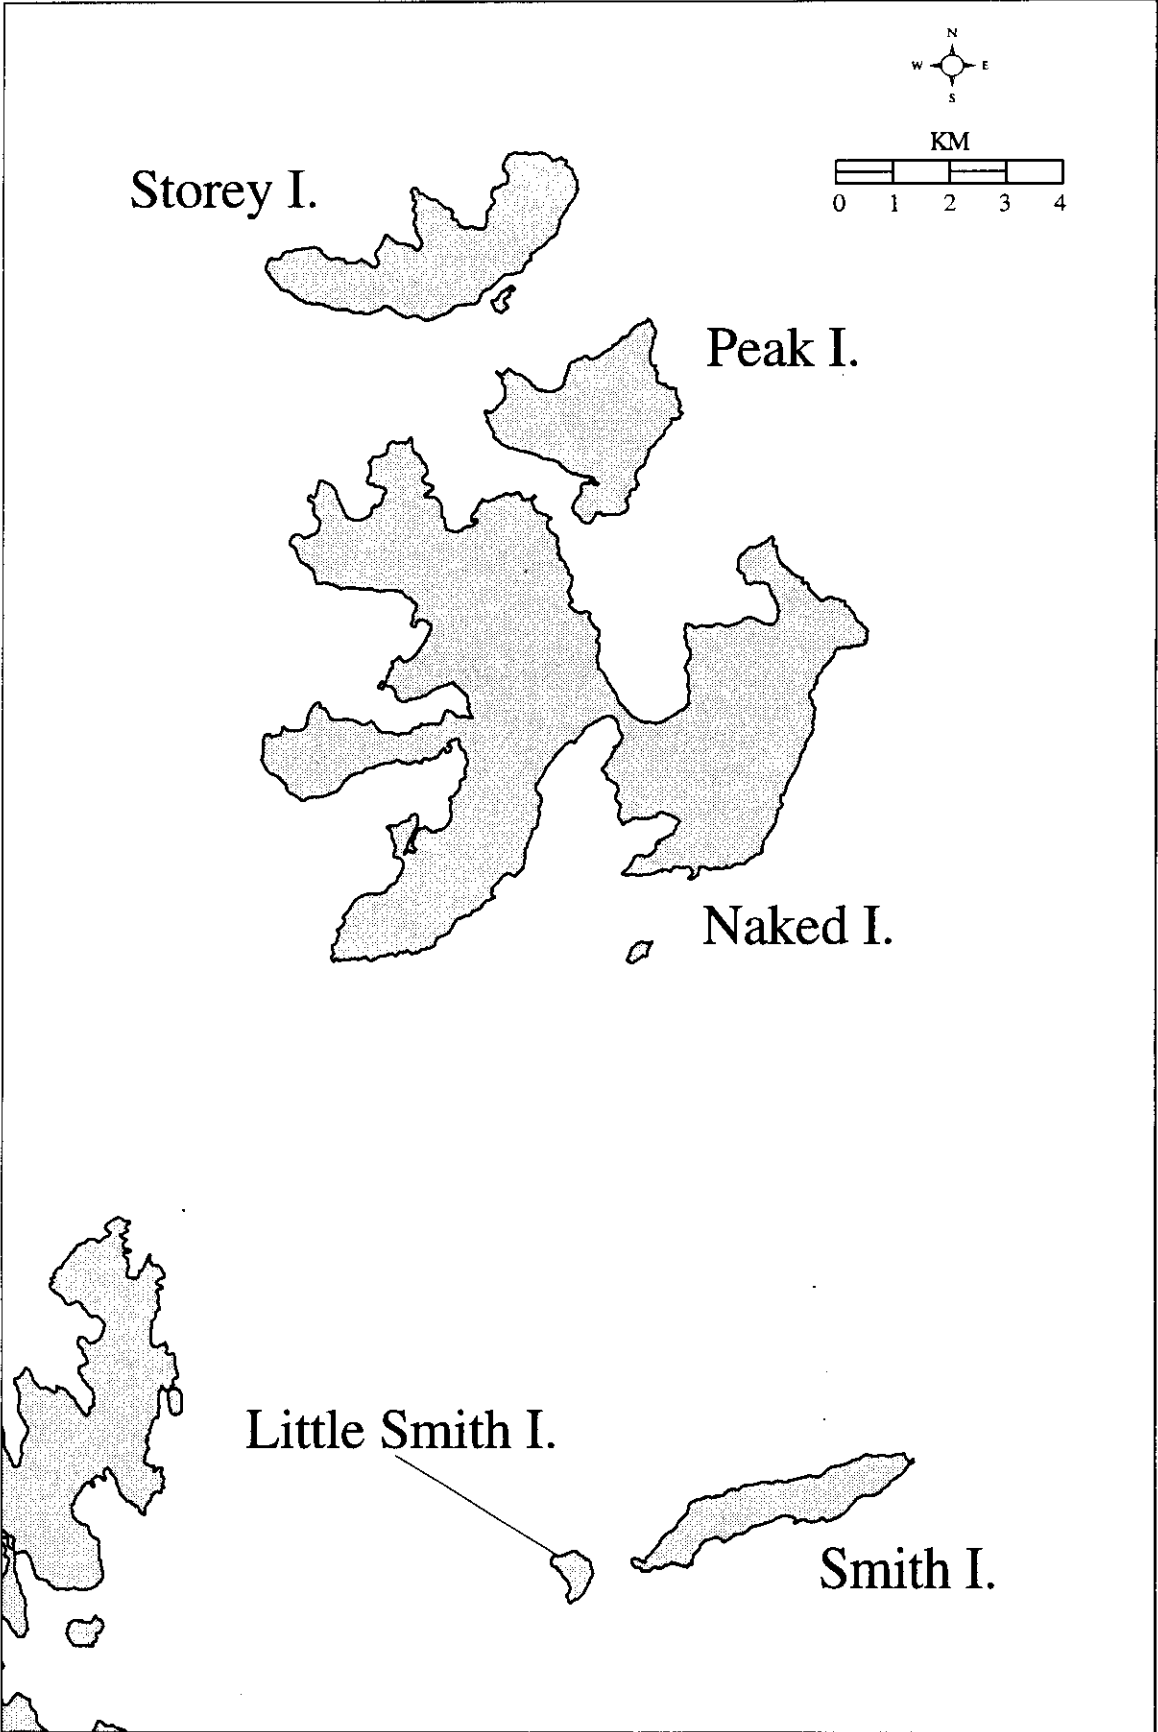 N
W E
S
KM
0 1 2 3 4
Storey I.
Peak I.
Naked I.
Little Smith I.
Smith I.